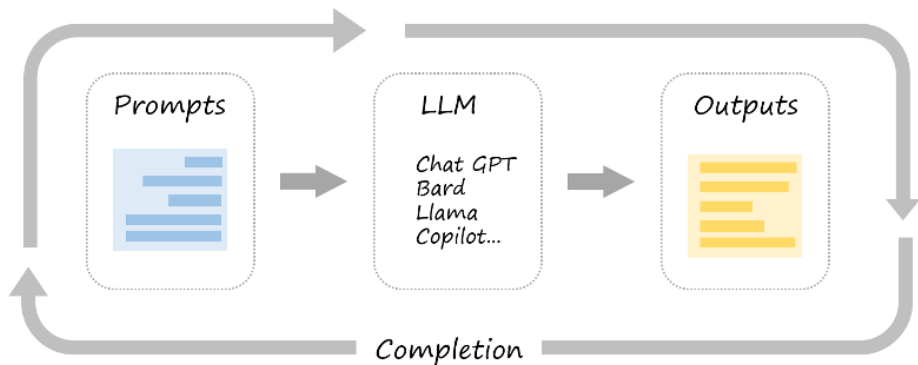 Prompts
LLM
Chat GPT
Bard
Llama
Copilot...
Outputs
Completion